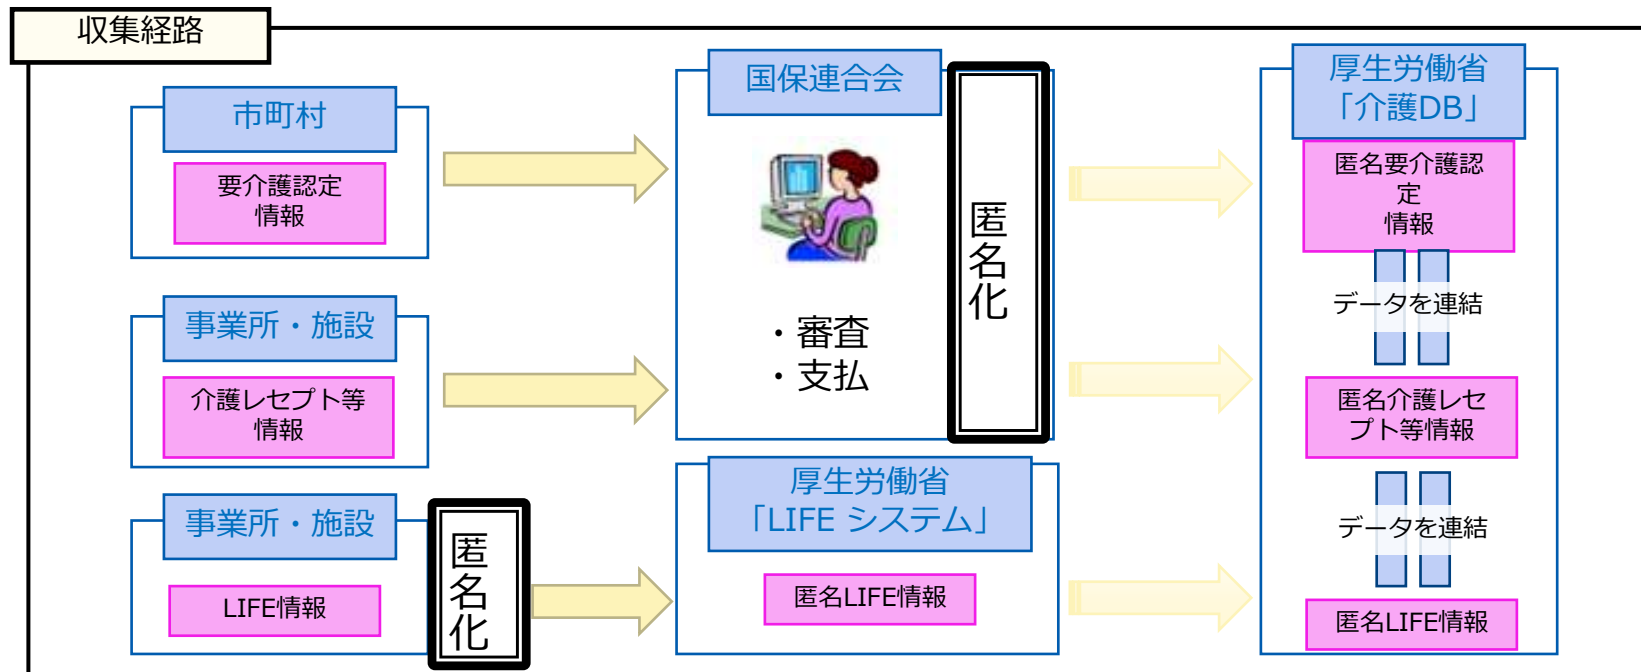 収集経路
市町村
要介護認定
情報
事業所・施設
介護レセプト等
情報
事業所・施設
LIFE情報
匿名化
国保連合会
・審査
・支払
匿名化
厚生労働省
「LIFE システム」
匿名LIFE情報
厚生労働省
「介護DB」
匿名要介護認
定
情報
データを連結
匿名介護レセ
プト等情報
データを連結
匿名LIFE情報